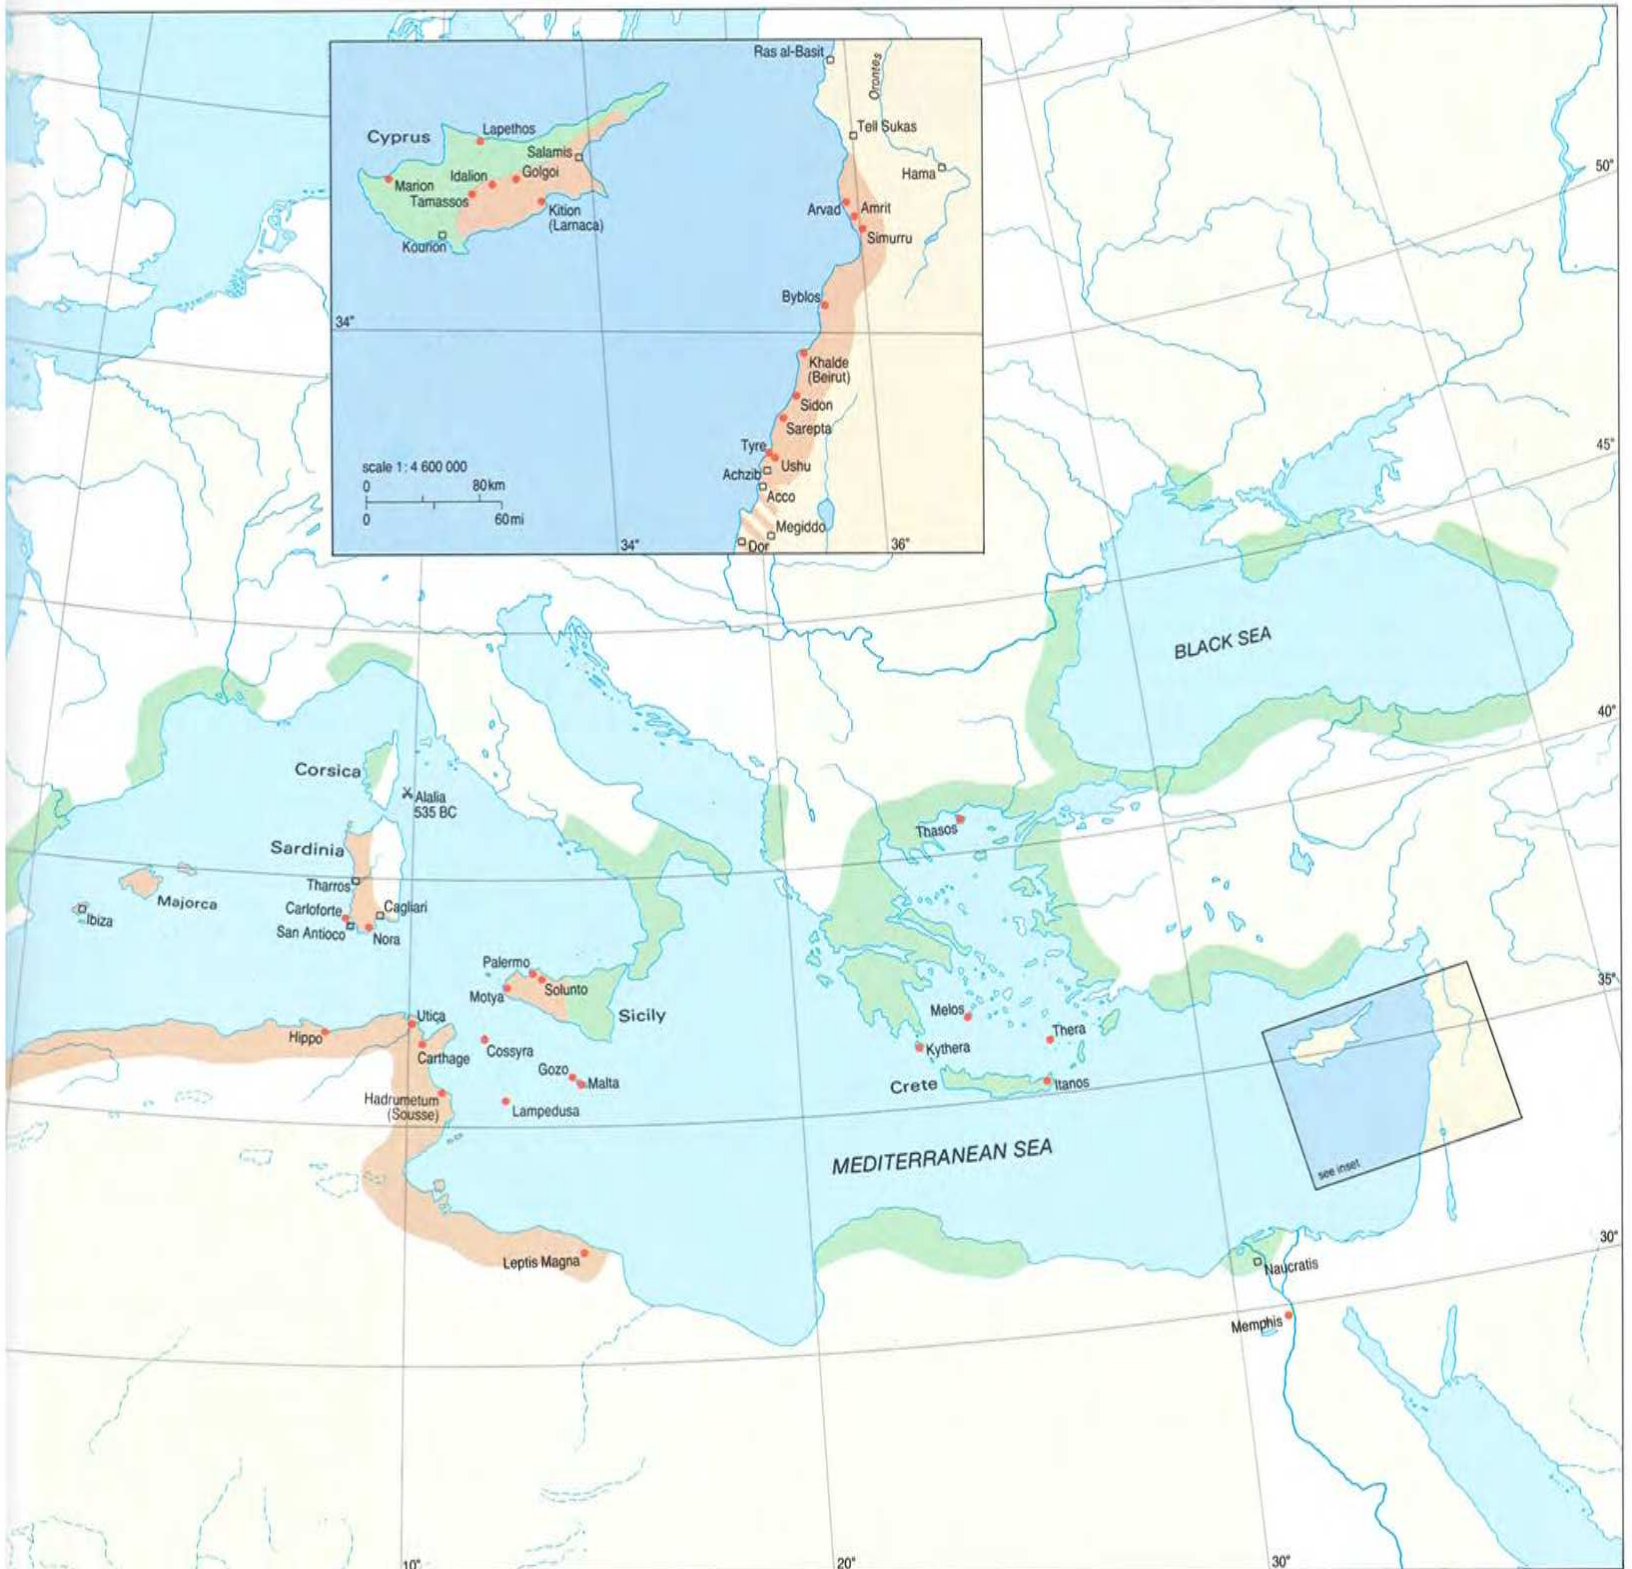 Ras al-Basit
Orontes
Cyprus
Lapethos
Tell Sukas
Salamis
Hama
Idalion
Golgoi
Marion
Tamassos
Kition
(Larnaca)
Arvad
Amrit
Simurru
Kourion
Byblos
34°
Khalde
(Beirut)
Sidon
Sarepta
Tyre
Ushu
Achzib
Acco
scale 1 : 4 600 000
0
80km
0
60mi
Megiddo
Dor
34°
36°
50°
45°
BLACK SEA
40°
Corsica
Alalia
535 BC
Thasos
Sardinia
Tharros
Majorca
Carloforte
Cagliari
Ibiza
San Antioco
Nora
Palermo
Solunto
Motya
Sicily
35°
Melos
Utica
Thera
Hippo
Cossyra
Kythera
Carthage
Gozo
Malta
Crete
Itanos
Hadrumetum
(Sousse)
Lampedusa
MEDITERRANEAN SEA
see inset
30°
Leptis Magna
Naucratis
Memphis
10°
20°
30°